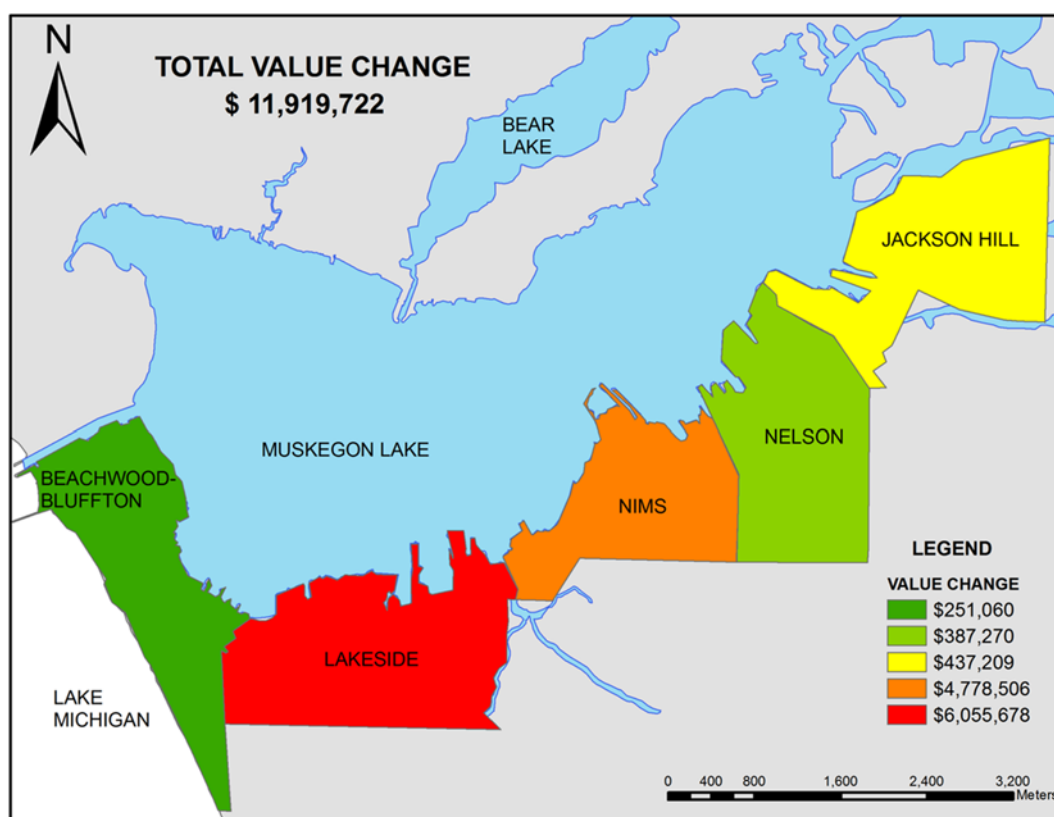 N
TOTAL VALUE CHANGE
$ 11,919,722
BEAR
LAKE
JACKSON HILL
MUSKEGON LAKE
NELSON
BEACHWOOD-
BLUFFTON
NIMS
LAKESIDE
LAKE
MICHIGAN
LEGEND
VALUE CHANGE
$251,060
$387,270
$437,209
$4,778,506
$6,055,678
0 400 800 1,600 2,400 3,200
Meters